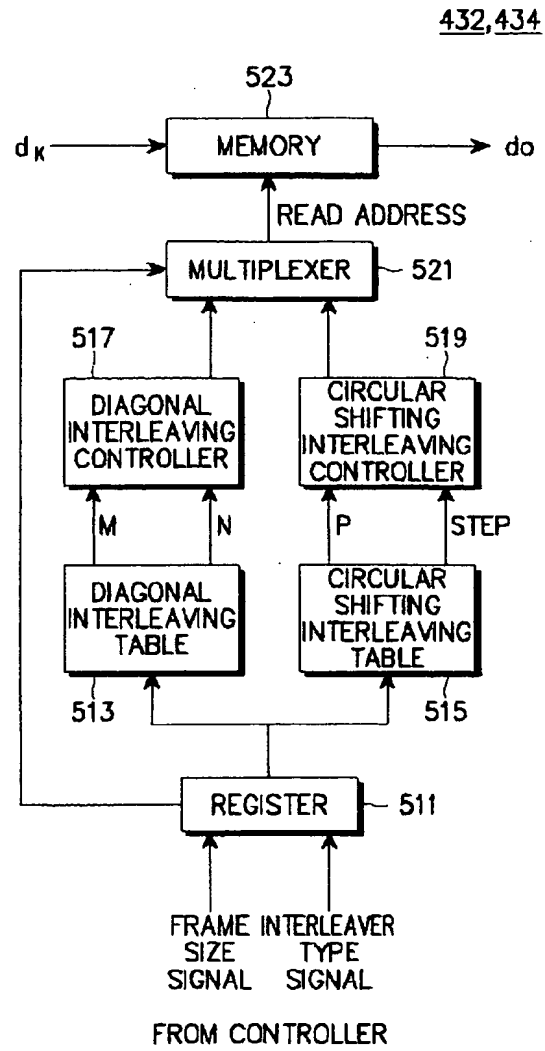 432,434
523
dK
MEMORY
do
READ ADDRESS
MULTIPLEXER
521
517
519
DIAGONAL
INTERLEAVING
CONTROLLER
CIRCULAR
SHIFTING
INTERLEAVING
CONTROLLER
M
N
P
STEP
DIAGONAL
INTERLEAVING
TABLE
CIRCULAR
SHIFTING
INTERLEAVING
TABLE
513
515
REGISTER
511
FRAME
SIZE
SIGNAL
INTERLEAVER
TYPE
SIGNAL
FROM CONTROLLER